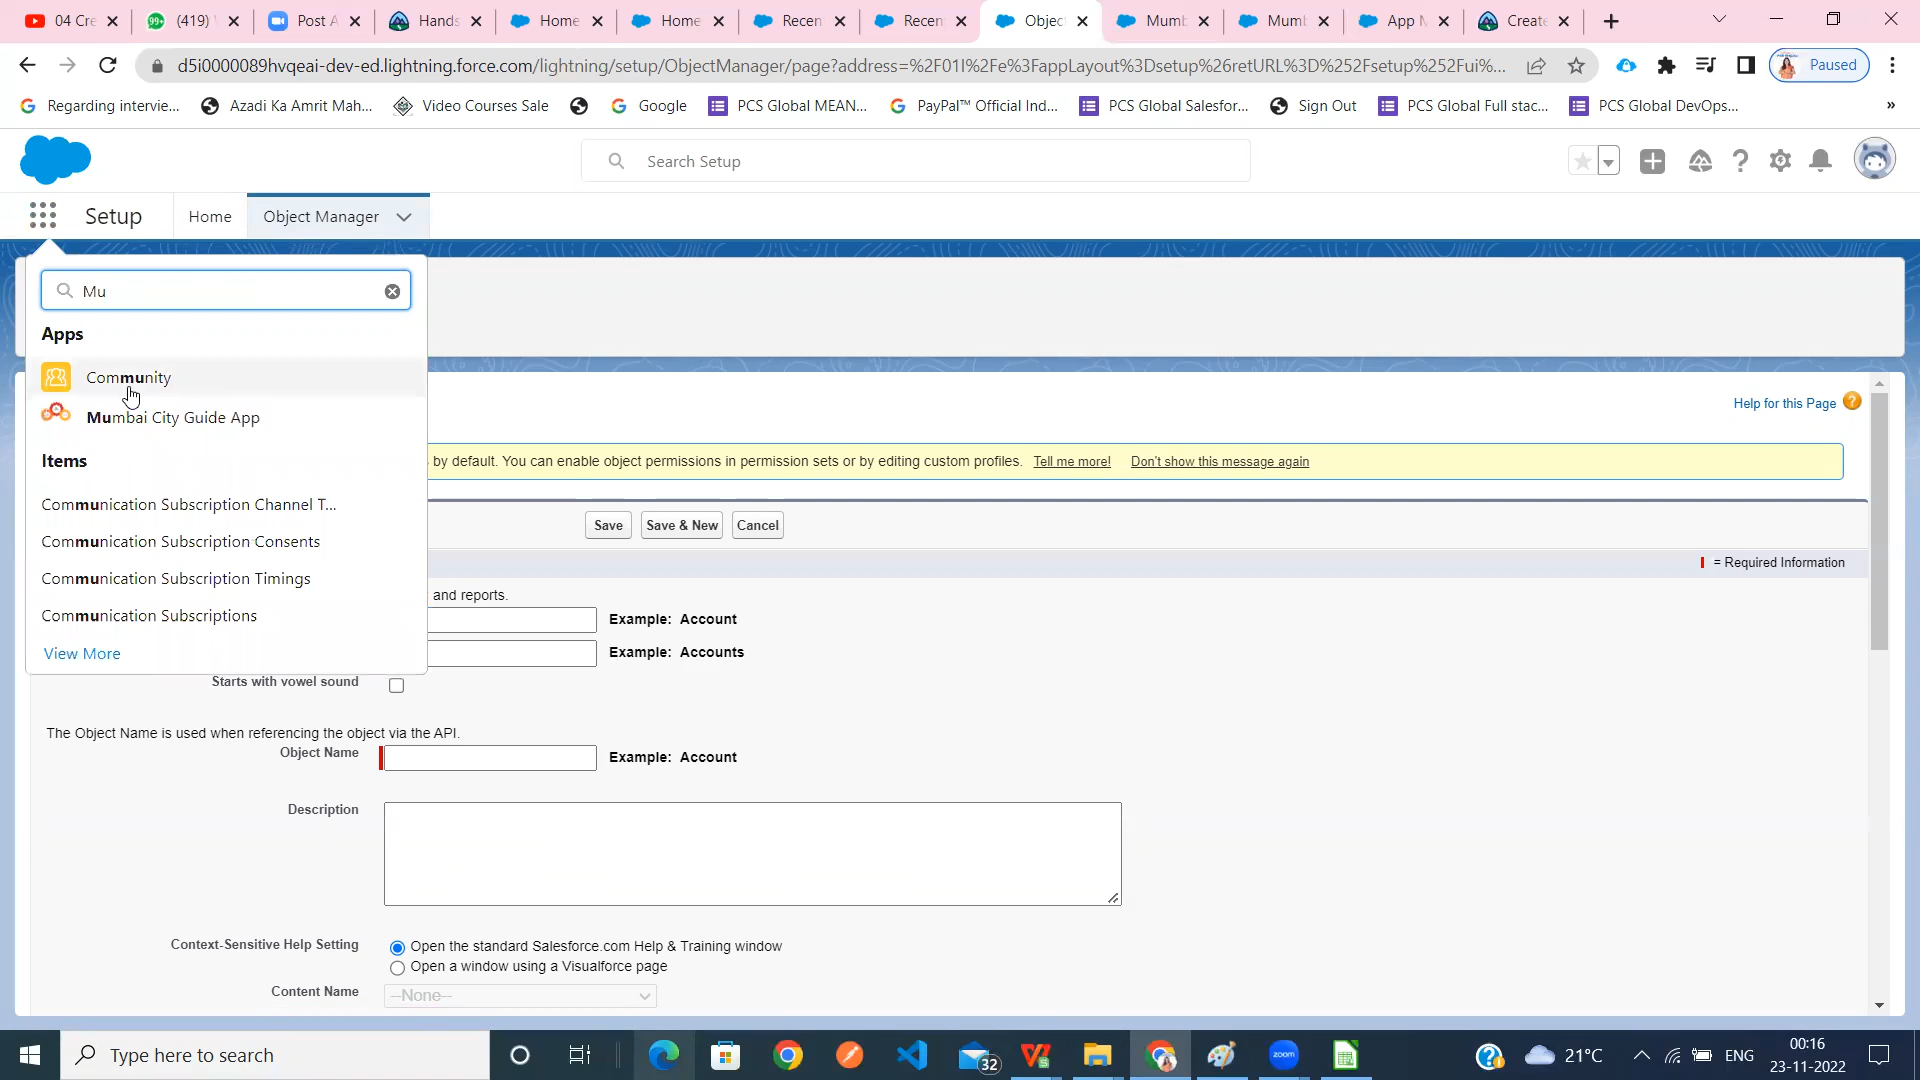 04 Cre
(419)
Post A
Hands
Home
Home
Recen
Recen
Object
Mumb
Mumb
App M
Create
d5i0000089hvqeai-dev-ed.lightning.force.com/lightning/setup/ObjectManager/page?address=%2F01I%2Fe%3FappLayout%3Dsetup%26retURL%3D%252Fsetup%252Fui%...
Paused
Regarding intervie...
Azadi Ka Amrit Mah...
Video Courses Sale
Google
PCS Global MEAN...
PayPal™ Official Ind...
PCS Global Salesfor...
Sign Out
PCS Global Full stac...
PCS Global DevOps...
»
Search Setup
Setup
Home
Object Manager
Mu
Apps
Community
Mumbai City Guide App
Items
Communication Subscription Channel T...
Communication Subscription Consents
Communication Subscription Timings
Communication Subscriptions
View More
Help for this Page
by default. You can enable object permissions in permission sets or by editing custom profiles. Tell me more! Don't show this message again
Save
Save & New
Cancel
= Required Information
and reports.
Example: Account
Example: Accounts
Starts with vowel sound
The Object Name is used when referencing the object via the API.
Object Name
Example: Account
Description
Context-Sensitive Help Setting
Open the standard Salesforce.com Help & Training window
Open a window using a Visualforce page
Content Name
--None--
Type here to search
32
zoom
21°C
ENG
00:16
23-11-2022